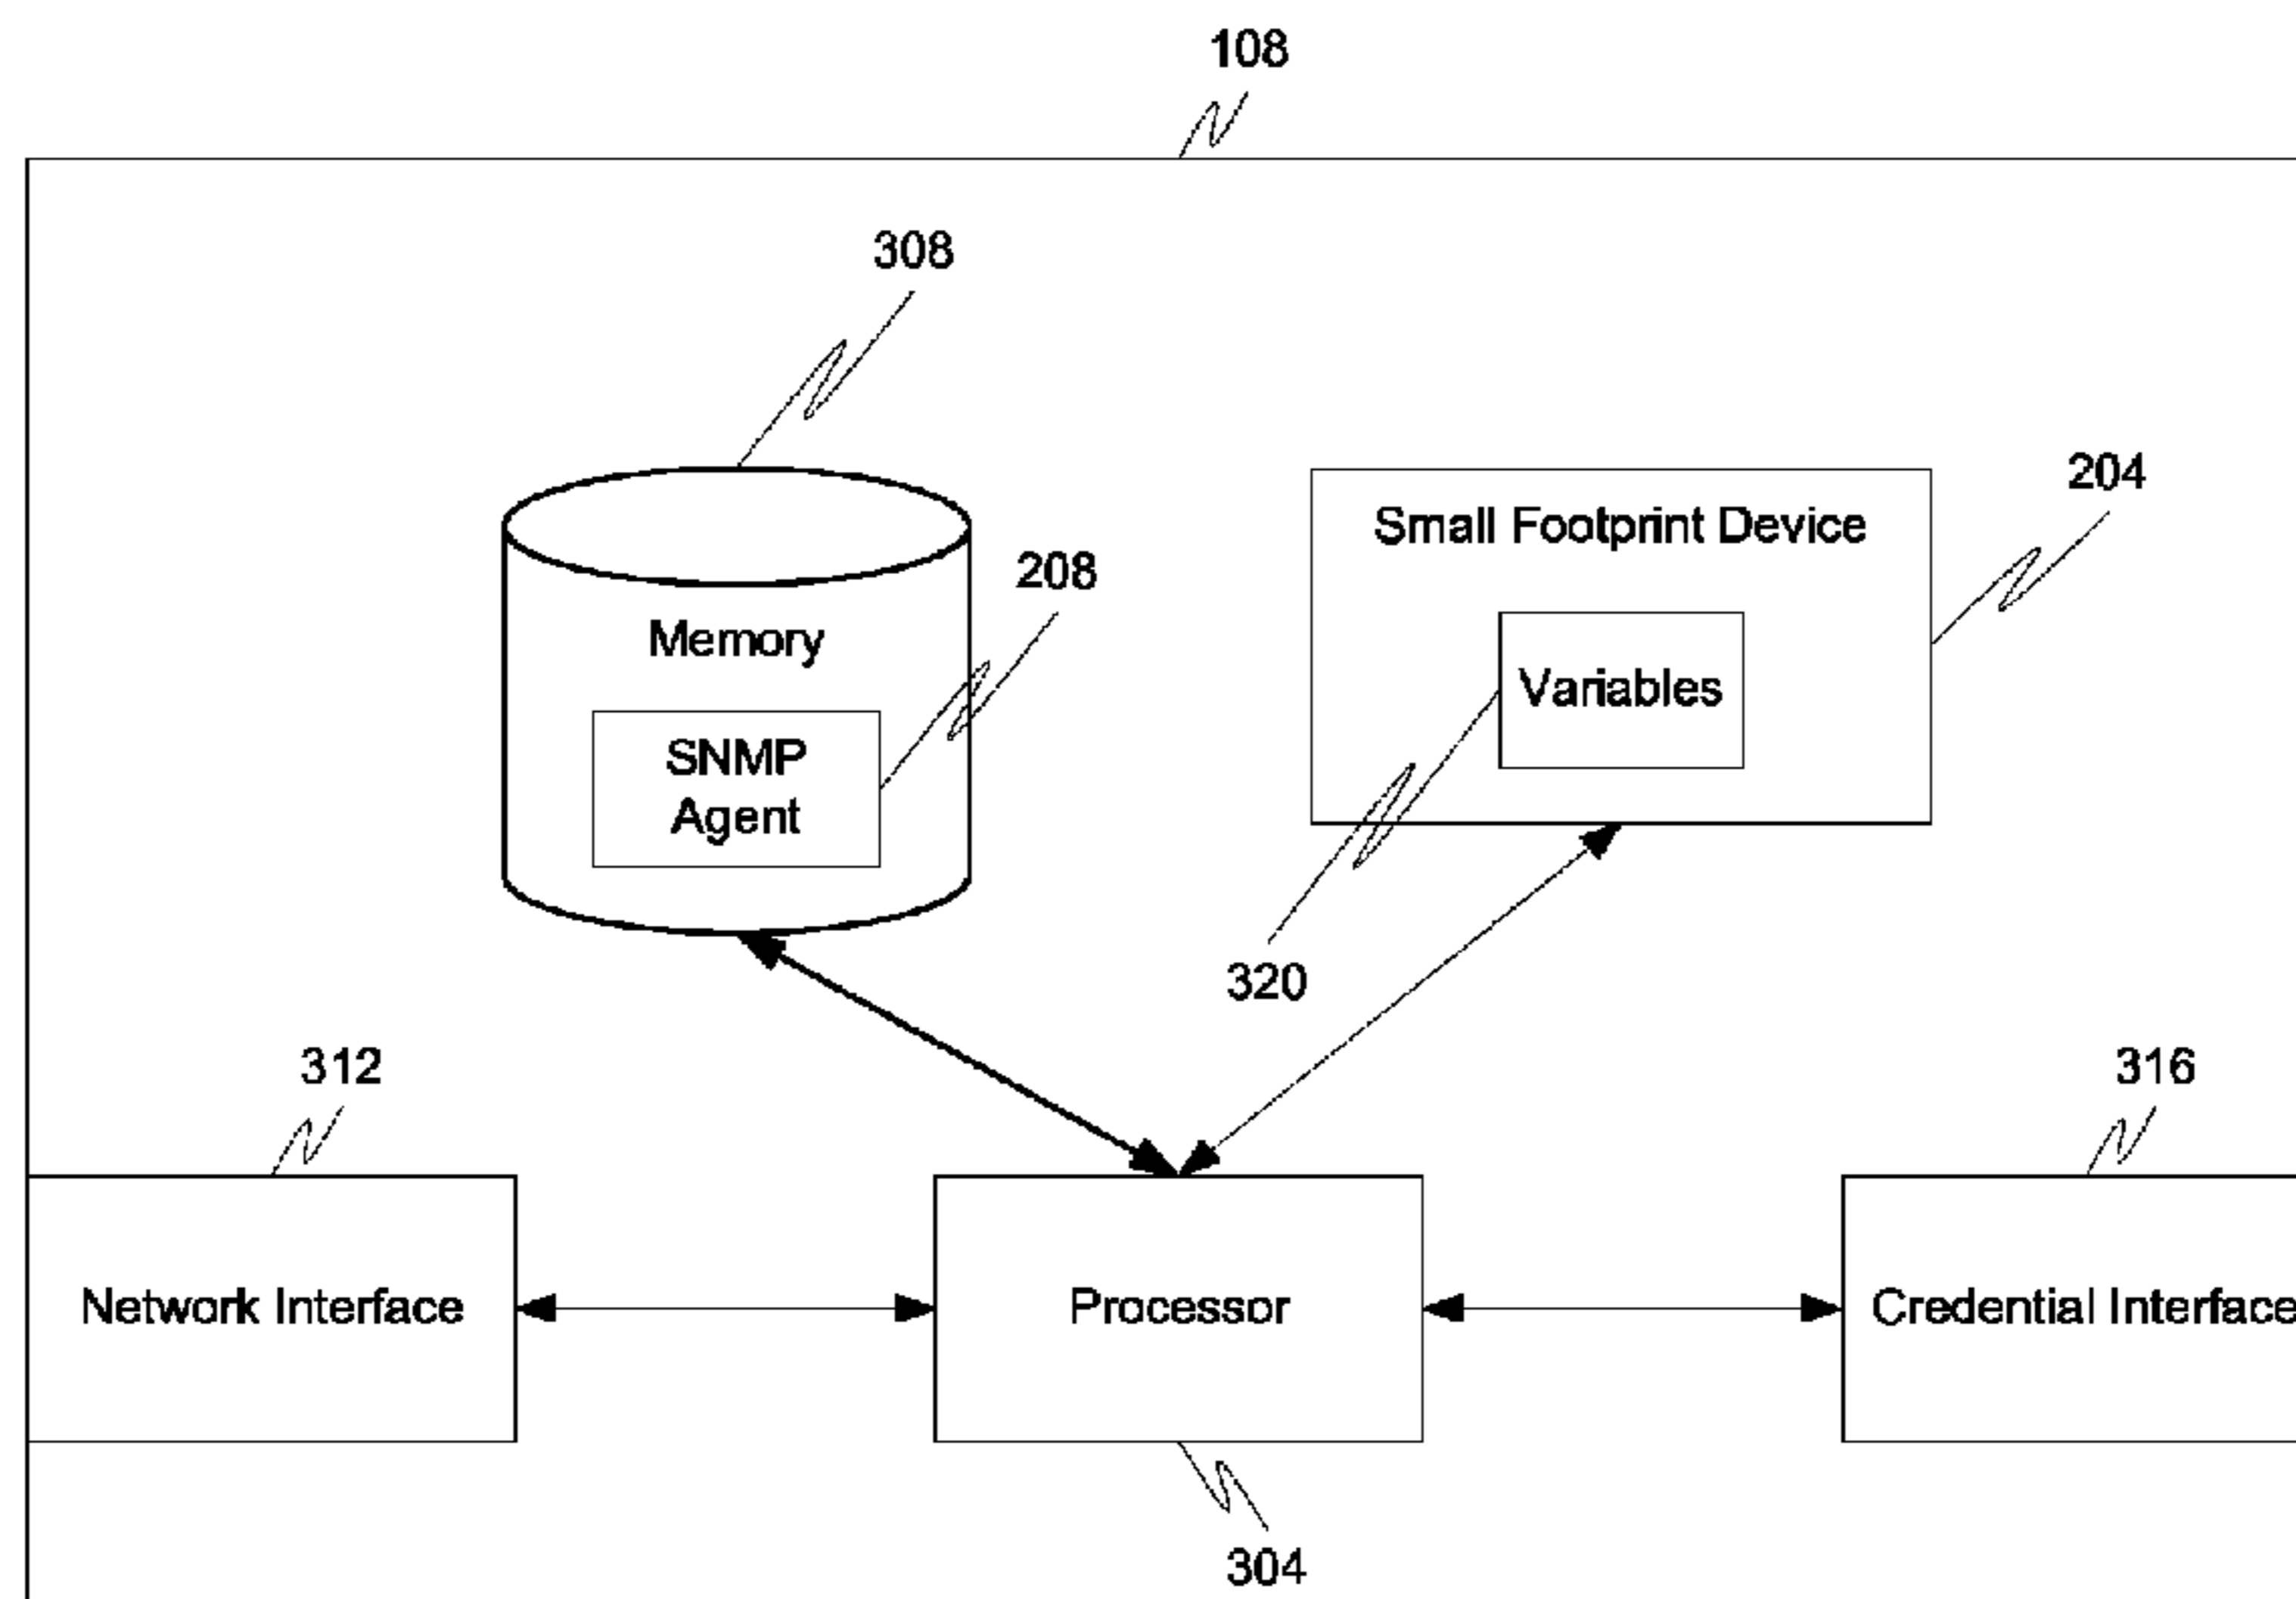 108
308
204
Small Footprint Device
208
Memory
Variables
SNMP
Agent
320
312
316
Network Interface
Processor
Credential Interface
304